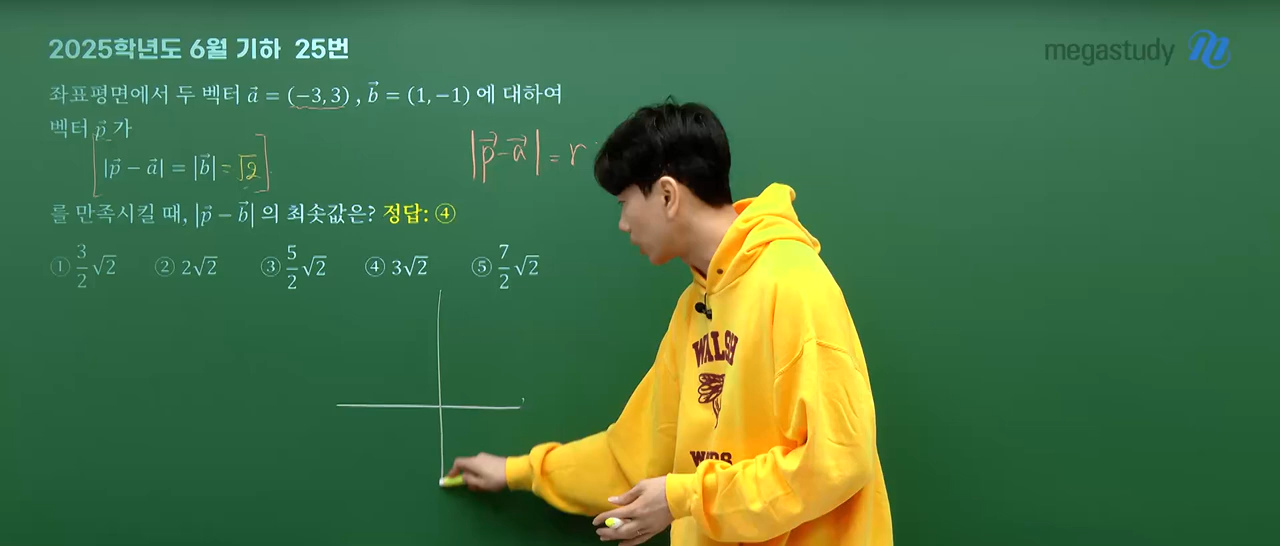 2025학년도 6월 기하 25번
megastudy
좌표평면에서 두 벡터 a⃗ = (−3, 3) , b⃗ = (1, −1) 에 대하여
벡터 p⃗ 가
|p⃗ − a⃗| = |b⃗| = √2
|p⃗ − a⃗| = r
를 만족시킬 때, |p⃗ − b⃗| 의 최솟값은? 정답: ④
① 3/2 √2 ② 2√2 ③ 5/2 √2 ④ 3√2 ⑤ 7/2 √2
WALSH